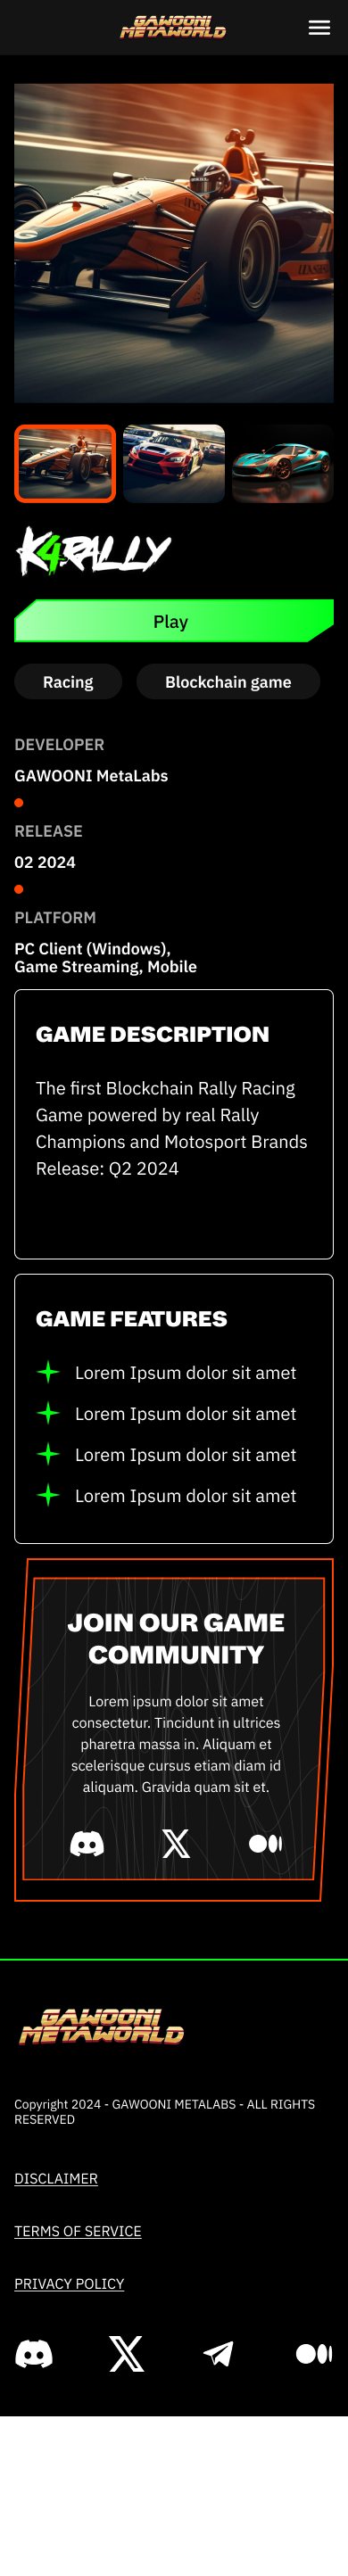 GAWOONI
METAWORLD
K4RALLY
Play
Racing
Blockchain game
DEVELOPER
GAWOONI MetaLabs
RELEASE
02 2024
PLATFORM
PC Client (Windows),
Game Streaming, Mobile
GAME DESCRIPTION
The first Blockchain Rally Racing
Game powered by real Rally
Champions and Motosport Brands
Release: Q2 2024
GAME FEATURES
Lorem Ipsum dolor sit amet
Lorem Ipsum dolor sit amet
Lorem Ipsum dolor sit amet
Lorem Ipsum dolor sit amet
JOIN OUR GAME
COMMUNITY
Lorem ipsum dolor sit amet
consectetur. Tincidunt in ultrices
pharetra massa in. Aliquam et
scelerisque cursus etiam diam id
aliquam. Gravida quam sit et.
GAWOONI
METAWORLD
Copyright 2024 - GAWOONI METALABS - ALL RIGHTS
RESERVED
DISCLAIMER
TERMS OF SERVICE
PRIVACY POLICY